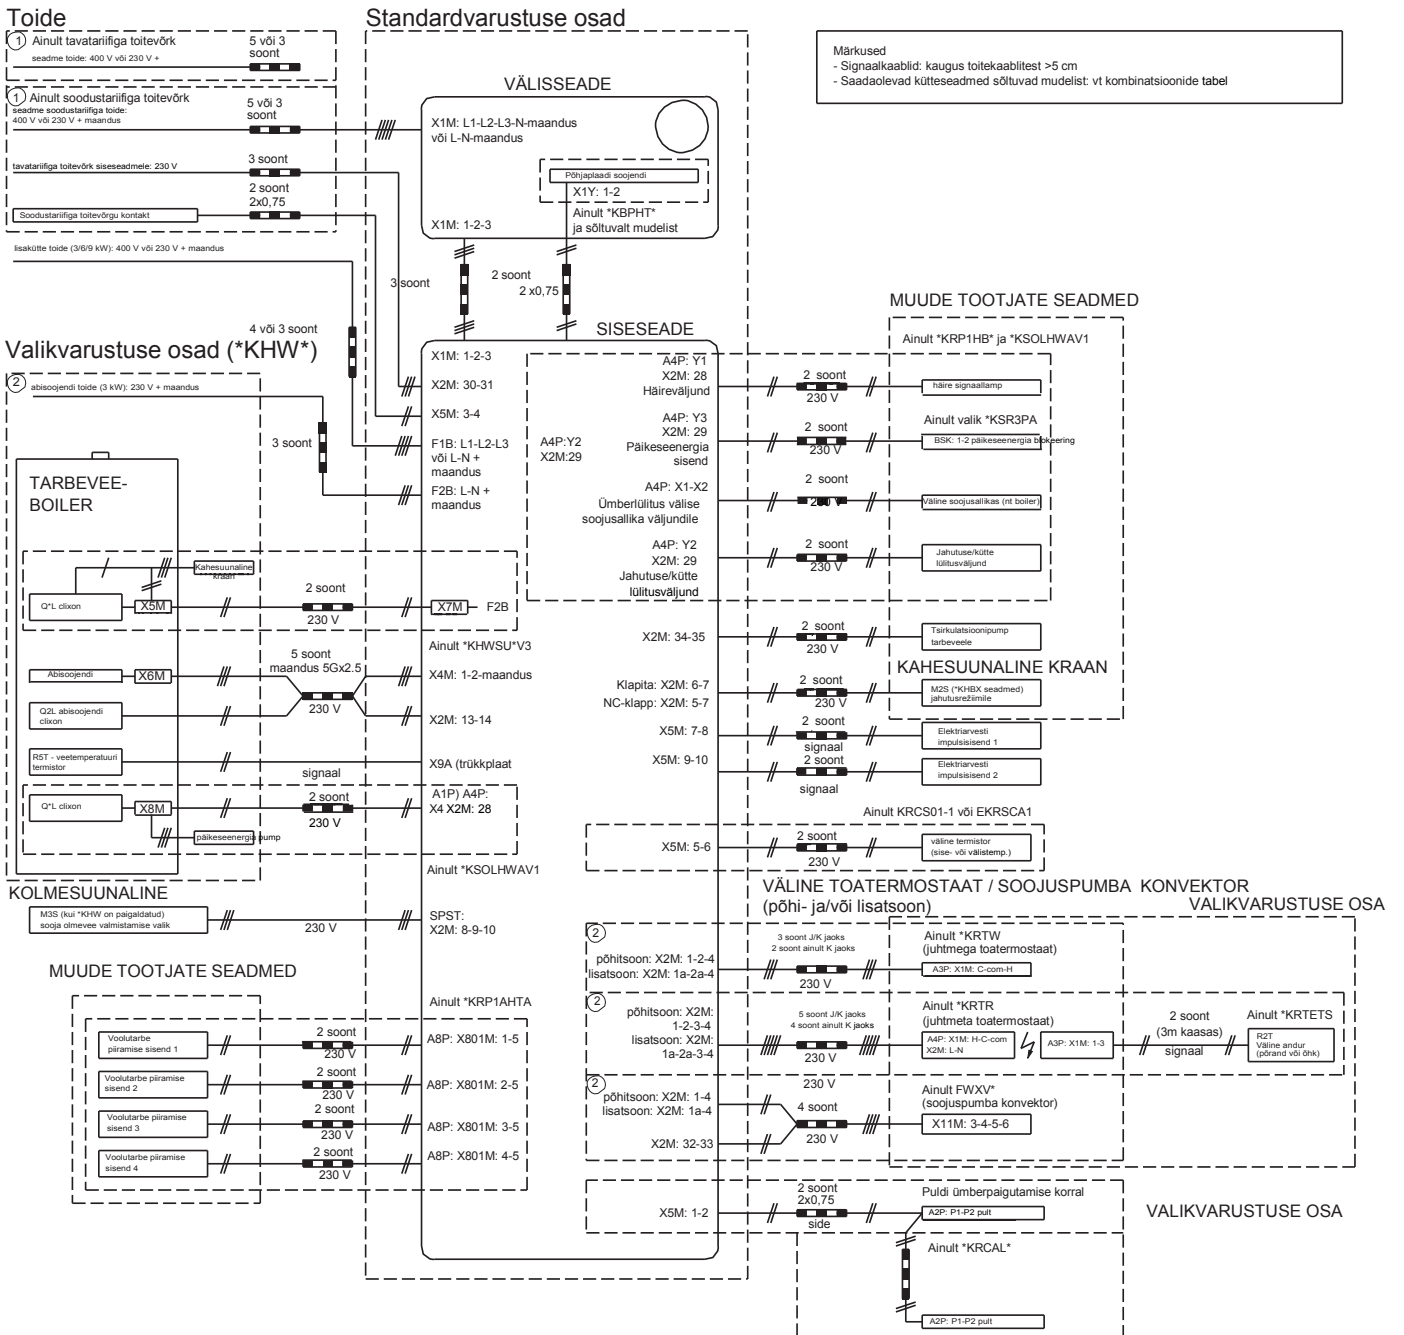 Toide
1 Ainult tavatariifiga toitevõrk
seadme toide: 400 V või 230 V +
5 või 3
soont
1 Ainult soodustariifiga toitevõrk
seadme soodustariifiga toide:
400 V või 230 V + maandus
5 või 3
soont
tavatariifiga toitevõrk siseseadmele: 230 V
3 soont
2 soont
2x0,75
Soodustariifiga toitevõrgu kontakt
lisakütte toide (3/6/9 kW): 400 V või 230 V + maandus
4 või 3 soont
Standardvarustuse osad
VÄLISSEADE
X1M: L1-L2-L3-N-maandus
või L-N-maandus
Põhjaplaadi soojendi
X1Y: 1-2
Ainult *KBPHT*
ja sõltuvalt mudelist
X1M: 1-2-3
3 soont
2 soont
2 x0,75
Märkused
- Signaalkaablid: kaugus toitekaablitest >5 cm
- Saadaolevad kütteseadmed sõltuvad mudelist: vt kombinatsioonide tabel
Valikvarustuse osad (*KHW*)
2 abisoojendi toide (3 kW): 230 V + maandus
3 soont
TARBEVEE-
BOILER
Kahesuunaline
kraan
Q*L clixon
X5M
2 soont
230 V
X7M
F2B
Ainult *KHWSU*V3
Abisoojendi
X6M
5 soont
maandus 5Gx2.5
230 V
X4M: 1-2-maandus
Q2L abisoojendi
clixon
X2M: 13-14
R5T - veetemperatuuri
termistor
signaal
X9A (trükkplaat
A1P) A4P:
X4 X2M: 28
Q*L clixon
X8M
2 soont
230 V
päikeseenergia pump
Ainult *KSOLHWAV1
KOLMESUUNALINE
M3S (kui *KHW on paigaldatud)
sooja olmevee valmistamise valik
230 V
SPST:
X2M: 8-9-10
MUUDE TOOTJATE SEADMED
Ainult *KRP1AHTA
Voolutarbe
piiramise sisend 1
2 soont
230 V
A8P: X801M: 1-5
Voolutarbe piiramise
sisend 2
2 soont
230 V
A8P: X801M: 2-5
Voolutarbe piiramise
sisend 3
2 soont
230 V
A8P: X801M: 3-5
Voolutarbe piiramise
sisend 4
2 soont
230 V
A8P: X801M: 4-5
SISESEADE
X1M: 1-2-3
X2M: 30-31
X5M: 3-4
F1B: L1-L2-L3
või L-N +
maandus
F2B: L-N +
maandus
A4P:Y2
X2M:29
A4P: Y1
X2M: 28
Häireväljund
A4P: Y3
X2M: 29
Päikeseenergia
sisend
A4P: X1-X2
Ümberlülitus välise
soojusallika väljundile
A4P: Y2
X2M: 29
Jahutuse/kütte
lülitusväljund
MUUDE TOOTJATE SEADMED
Ainult *KRP1HB* ja *KSOLHWAV1
2 soont
230 V
häire signaallamp
Ainult valik *KSR3PA
2 soont
230 V
BSK: 1-2 päikeseenergia blokeering
2 soont
230 V
Väline soojusallikas (nt boiler)
2 soont
230 V
Jahutuse/kütte
lülitusväljund
X2M: 34-35
2 soont
230 V
Tsirkulatsioonipump
tarbeveele
KAHESUUNALINE KRAAN
Klapita: X2M: 6-7
NC-klapp: X2M: 5-7
2 soont
230 V
M2S (*KHBX seadmed)
jahutusrežiimile
X5M: 7-8
2 soont
signaal
Elektriarvesti
impulsisisend 1
X5M: 9-10
2 soont
signaal
Elektriarvesti
impulsisisend 2
Ainult KRCS01-1 või EKRSCA1
X5M: 5-6
2 soont
230 V
väline termistor
(sise- või välistemp.)
VÄLINE TOATERMOSTAAT / SOOJUSPUMBA KONVEKTOR
(põhi- ja/või lisatsoon)
VALIKVARUSTUSE OSA
2
põhitsoon: X2M: 1-2-4
lisatsoon: X2M: 1a-2a-4
3 soont J/K jaoks
2 soont ainult K jaoks
230 V
Ainult *KRTW
(juhtmega toatermostaat)
A3P: X1M: C-com-H
2
põhitsoon: X2M:
1-2-3-4
lisatsoon: X2M:
1a-2a-3-4
5 soont J/K jaoks
4 soont ainult K jaoks
230 V
Ainult *KRTR
(juhtmeta toatermostaat)
A4P: X1M: H-C-com
X2M: L-N
A3P: X1M: 1-3
2 soont
(3m kaasas)
signaal
Ainult *KRTETS
R2T
Väline andur
(põrand või õhk)
2
põhitsoon: X2M: 1-4
lisatsoon: X2M: 1a-4
X2M: 32-33
230 V
4 soont
230 V
Ainult FWXV*
(soojuspumba konvektor)
X11M: 3-4-5-6
X5M: 1-2
2 soont
2x0,75
side
Puldi ümberpaigutamise korral
A2P: P1-P2 pult
VALIKVARUSTUSE OSA
Ainult *KRCAL*
A2P: P1-P2 pult